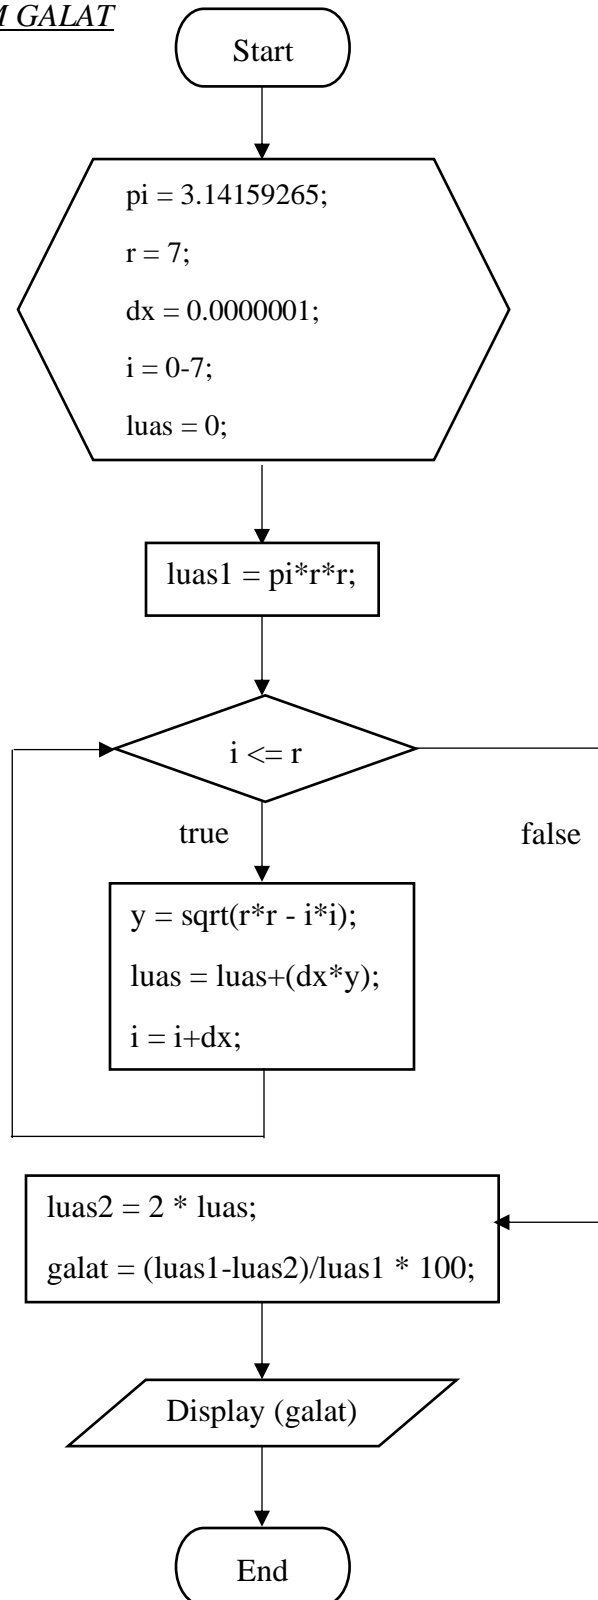 GALAT
Start
pi = 3.14159265;
r = 7;
dx = 0.0000001;
i = 0-7;
luas = 0;
luas1 = pi*r*r;
i <= r
true
false
y = sqrt(r*r - i*i);
luas = luas+(dx*y);
i = i+dx;
luas2 = 2 * luas;
galat = (luas1-luas2)/luas1 * 100;
Display (galat)
End